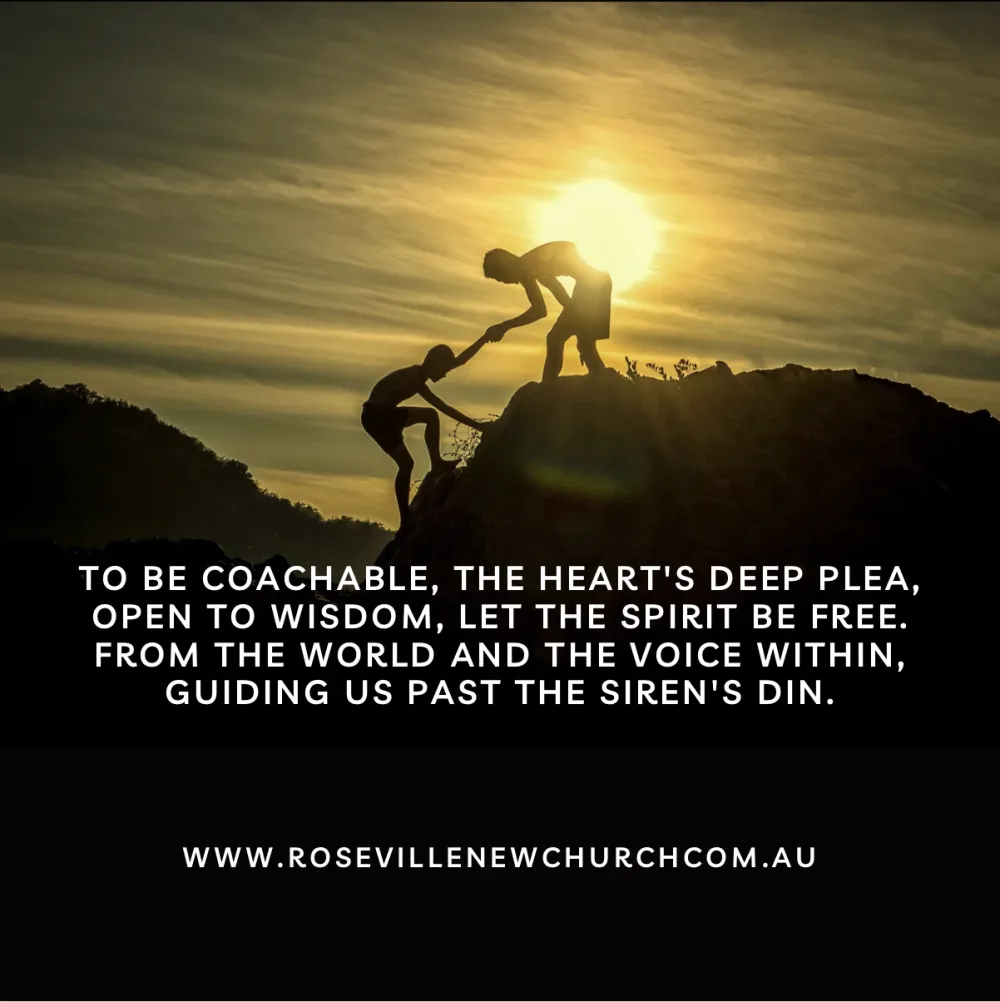 TO BE COACHABLE, THE HEART'S DEEP PLEA,
OPEN TO WISDOM, LET THE SPIRIT BE FREE.
FROM THE WORLD AND THE VOICE WITHIN,
GUIDING US PAST THE SIREN'S DIN.
WWW.ROSEVILLENEWCHURCHCOM.AU